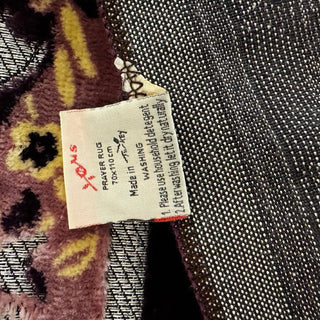 PRAYER RUG
70X110 cm
Made in Turkey
WASHING
1. Please use household detegent
2. After washing let it dry naturally